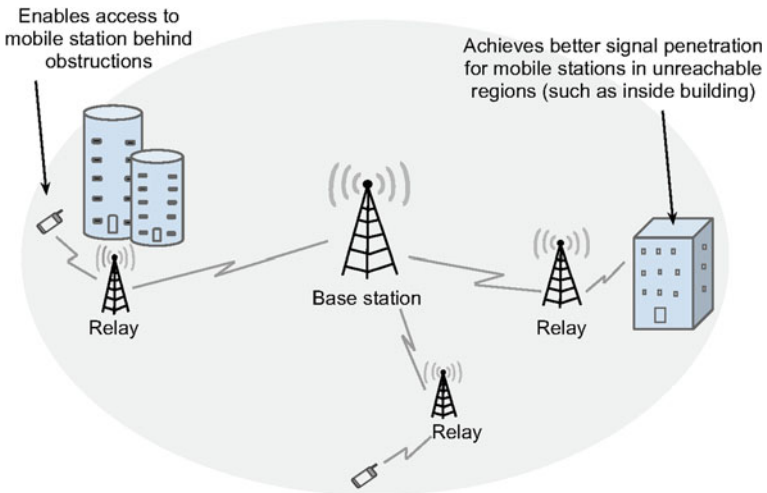 Enables access to
mobile station behind
obstructions
Achieves better signal penetration
for mobile stations in unreachable
regions (such as inside building)
Base station
Relay
Relay
Relay